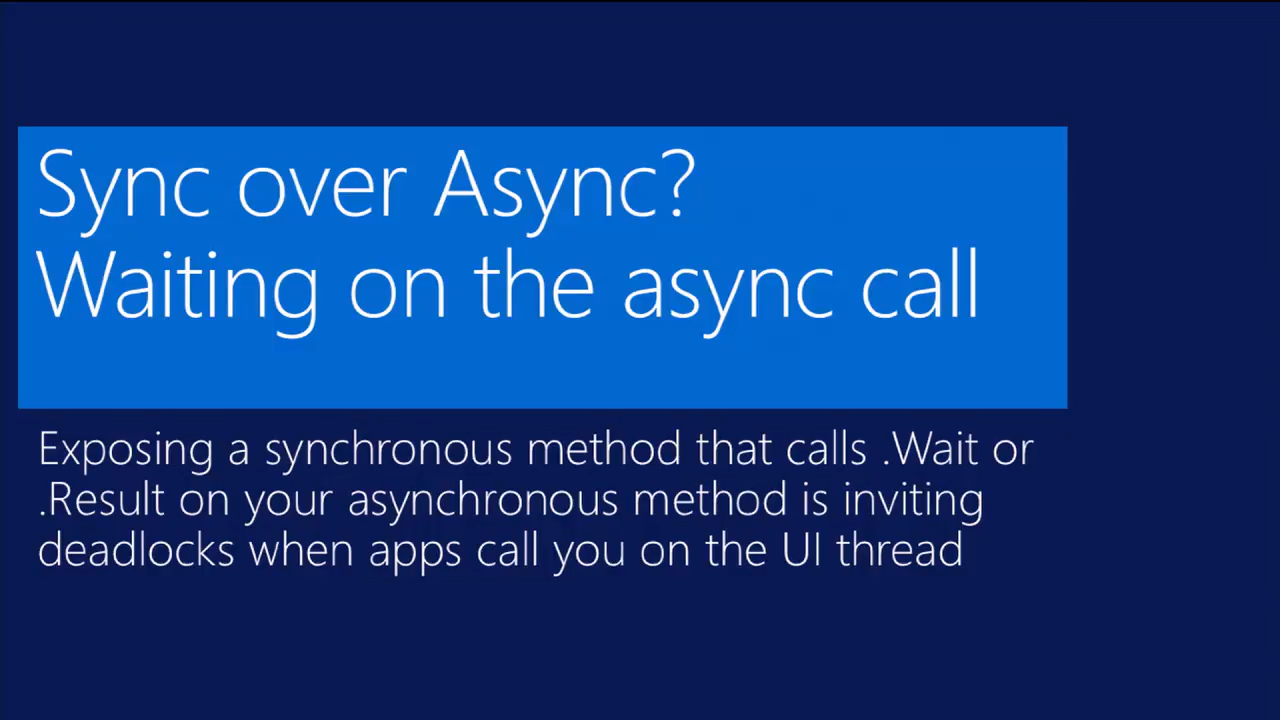 Sync over Async?
Waiting on the async call
Exposing a synchronous method that calls .Wait or
.Result on your asynchronous method is inviting
deadlocks when apps call you on the UI thread